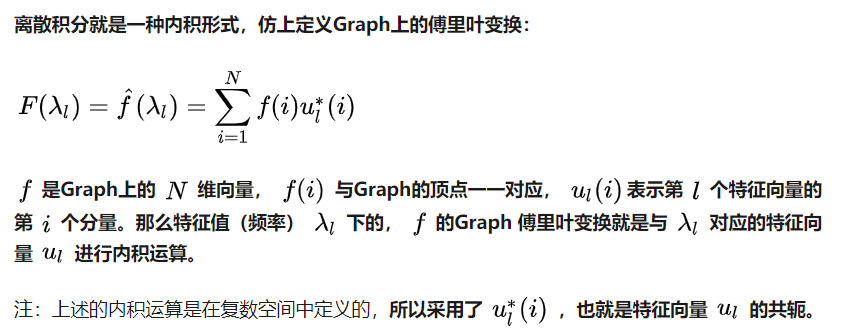 离散积分就是一种内积形式，仿上定义Graph上的傅里叶变换：
F(λ_l) = f̂(λ_l) = ∑_{i=1}^{N} f(i)u_l^*(i)
f 是Graph上的 N 维向量， f(i) 与Graph的顶点一一对应， u_l(i) 表示第 l 个特征向量的
第 i 个分量。那么特征值（频率） λ_l 下的， f 的Graph 傅里叶变换就是与 λ_l 对应的特征向
量 u_l 进行内积运算。
注：上述的内积运算是在复数空间中定义的，所以采用了 u_l^*(i) ，也就是特征向量 u_l 的共轭。